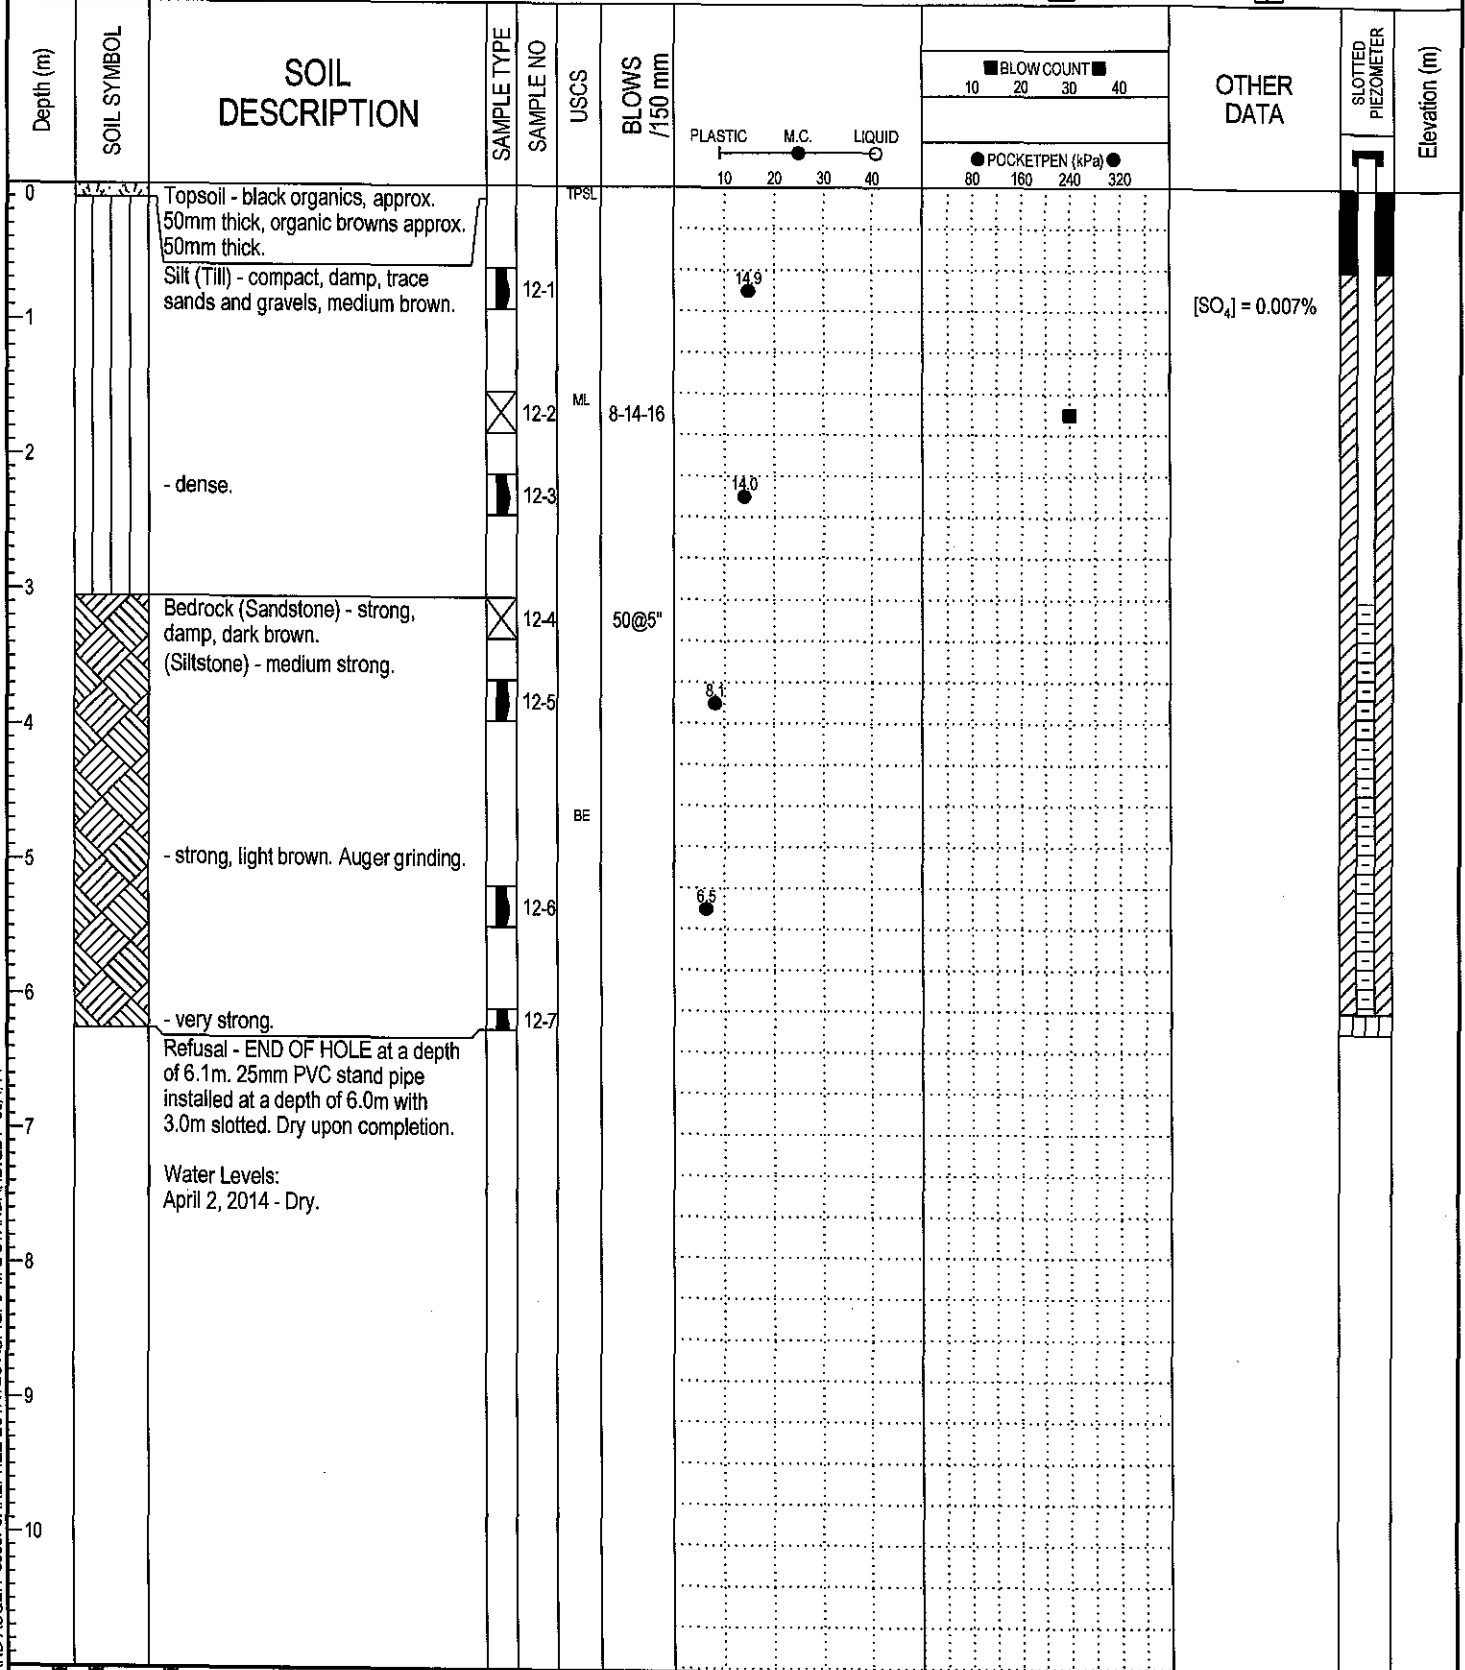 Depth (m)
SOIL SYMBOL
SOIL
DESCRIPTION
SAMPLE TYPE
SAMPLE NO
USCS
BLOWS
/150 mm
PLASTIC M.C. LIQUID
10 20 30 40
■ BLOW COUNT ■
10 20 30 40
● POCKETPEN (kPa) ●
80 160 240 320
OTHER
DATA
SLOTTED
PIEZOMETER
Elevation (m)
0
Topsoil - black organics, approx.
50mm thick, organic browns approx.
50mm thick.
TPSL
Silt (Till) - compact, damp, trace
sands and gravels, medium brown.
12-1
14.9
1
[SO₄] = 0.007%
12-2
ML
8-14-16
2
- dense.
12-3
14.0
3
Bedrock (Sandstone) - strong,
damp, dark brown.
12-4
50@5"
(Siltstone) - medium strong.
12-5
8.1
4
BE
5
- strong, light brown. Auger grinding.
12-6
6.5
6
- very strong.
12-7
Refusal - END OF HOLE at a depth
of 6.1m. 25mm PVC stand pipe
installed at a depth of 6.0m with
3.0m slotted. Dry upon completion.
7
Water Levels:
April 2, 2014 - Dry.
8
9
10